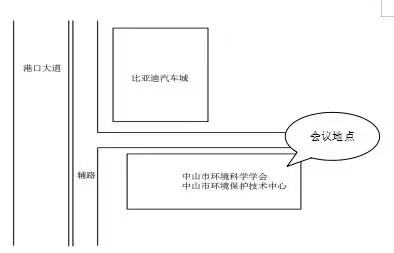 港口大道
比亚迪汽车城
会议地点
辅路
中山市环境科学学会
中山市环境保护技术中心